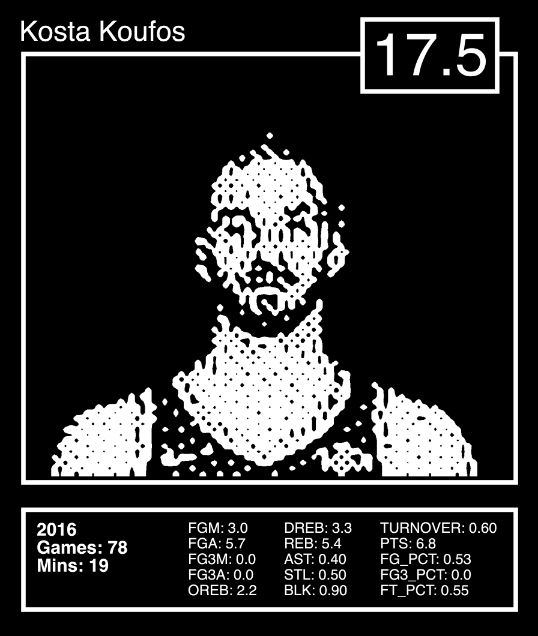 Kosta Koufos
17.5
2016
Games: 78
Mins: 19
FGM: 3.0
FGA: 5.7
FG3M: 0.0
FG3A: 0.0
OREB: 2.2
DREB: 3.3
REB: 5.4
AST: 0.40
STL: 0.50
BLK: 0.90
TURNOVER: 0.60
PTS: 6.8
FG_PCT: 0.53
FG3_PCT: 0.0
FT_PCT: 0.55